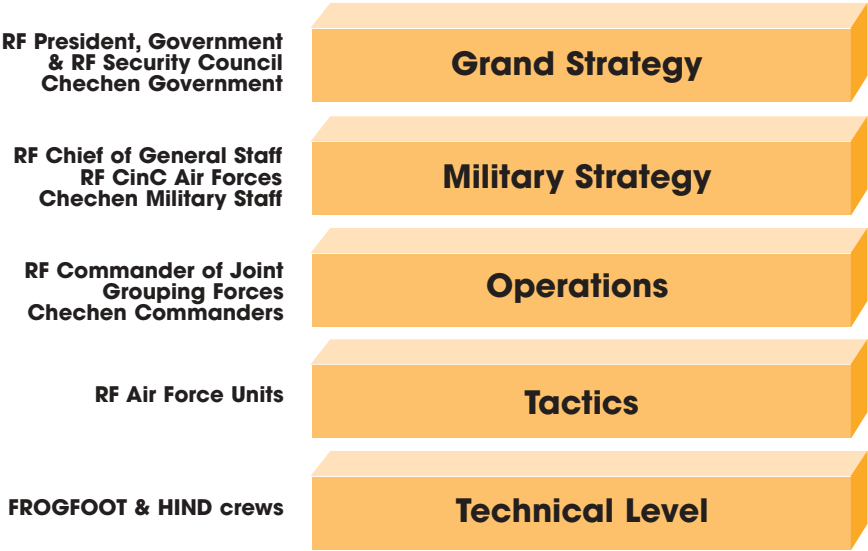 RF President, Government
& RF Security Council
Chechen Government
Grand Strategy
RF Chief of General Staff
RF CinC Air Forces
Chechen Military Staff
Military Strategy
RF Commander of Joint
Grouping Forces
Chechen Commanders
Operations
RF Air Force Units
Tactics
FROGFOOT & HIND crews
Technical Level